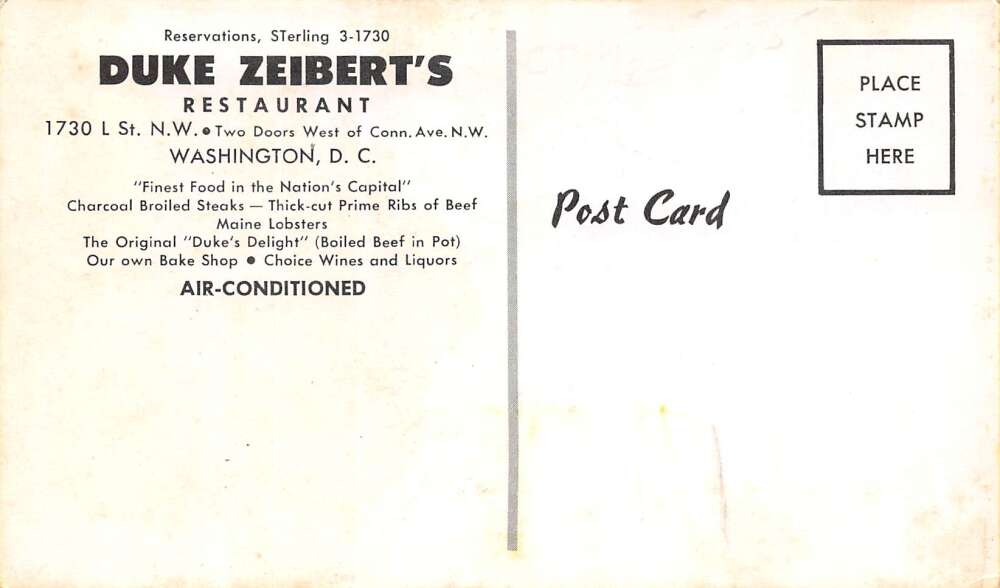 Reservations, STerling 3-1730
DUKE ZEIBERT'S
RESTAURANT
1730 L St. N.W. • Two Doors West of Conn. Ave. N.W.
WASHINGTON, D. C.
"Finest Food in the Nation's Capital"
Charcoal Broiled Steaks — Thick-cut Prime Ribs of Beef
Maine Lobsters
The Original "Duke's Delight" (Boiled Beef in Pot)
Our own Bake Shop • Choice Wines and Liquors
AIR-CONDITIONED
Post Card
PLACE
STAMP
HERE